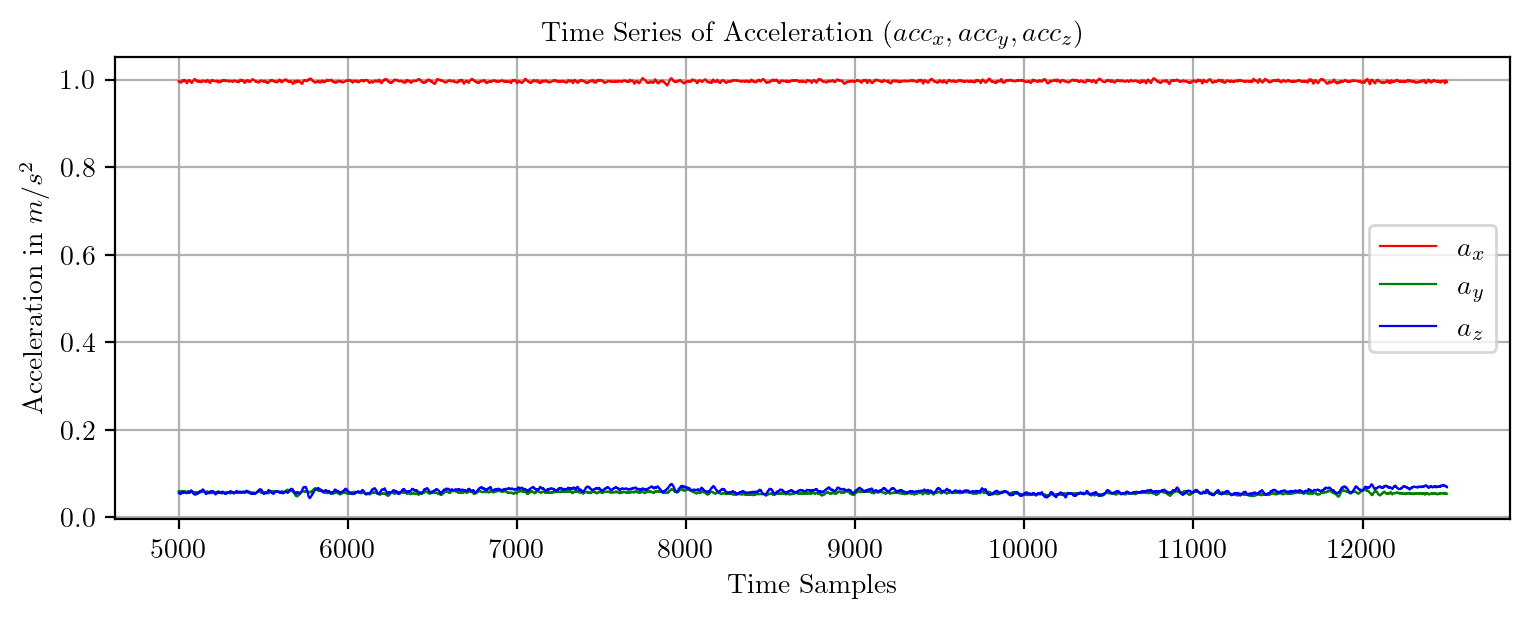 Time Series of Acceleration (acc_x, acc_y, acc_z)
Acceleration in m/s^2
1.0
0.8
0.6
0.4
0.2
0.0
a_x
a_y
a_z
5000 6000 7000 8000 9000 10000 11000 12000
Time Samples